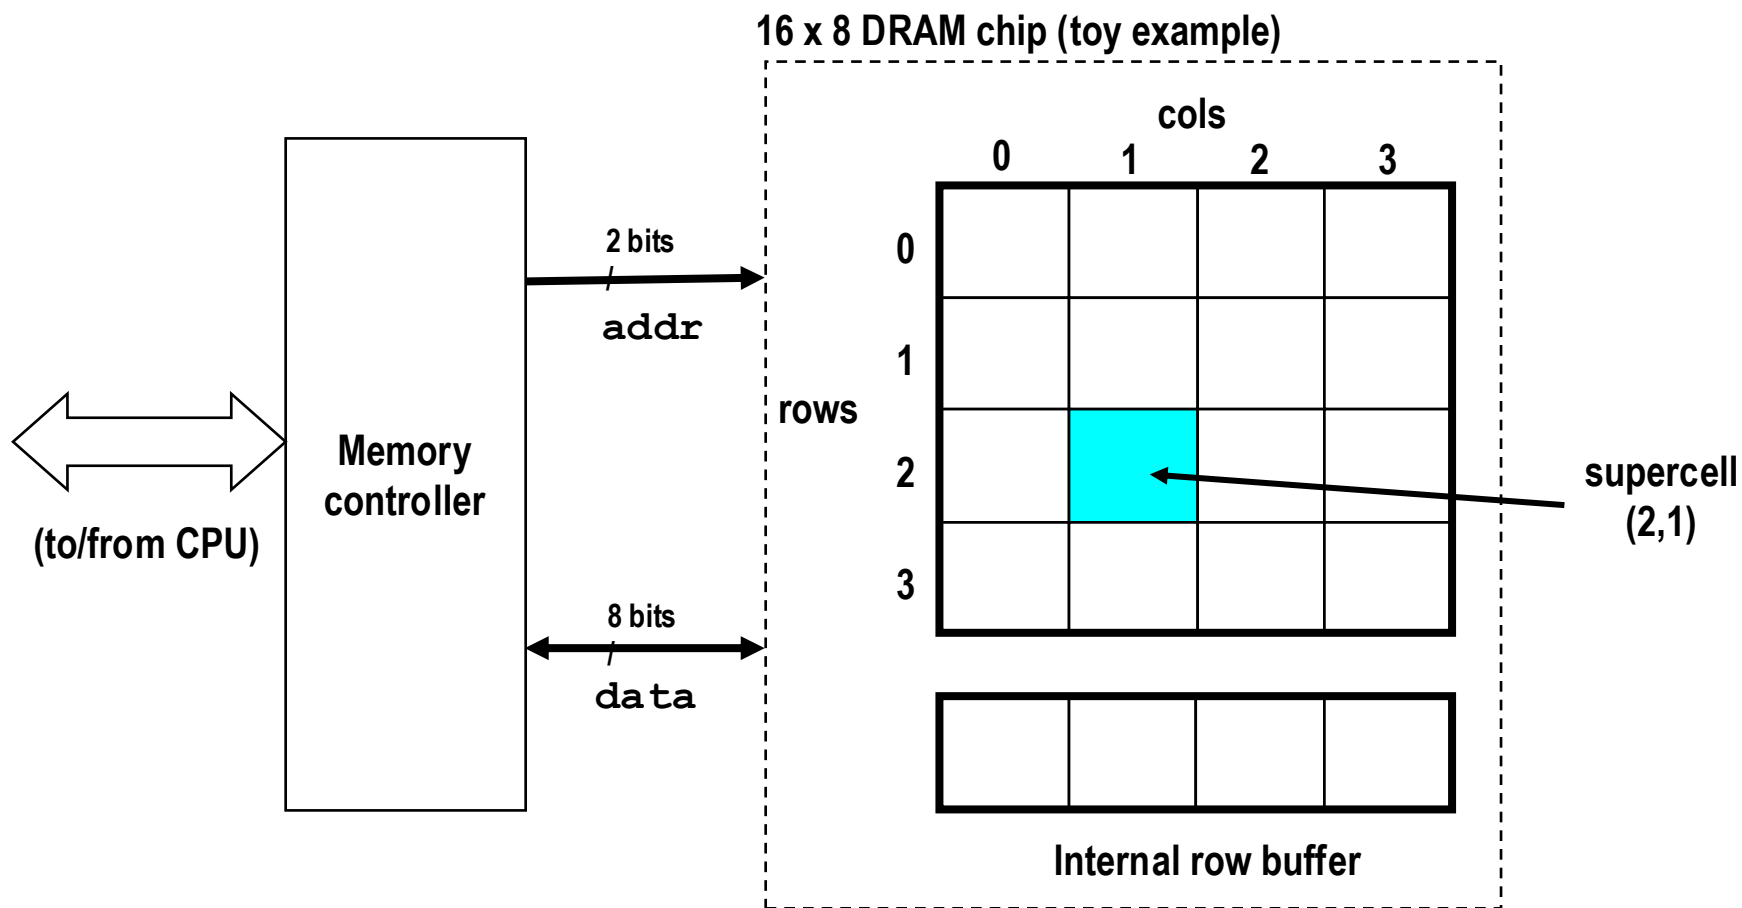 16 x 8 DRAM chip (toy example)
cols
0 1 2 3
0
1
rows
2
3
2 bits
addr
Memory
controller
(to/from CPU)
8 bits
data
supercell
(2,1)
Internal row buffer